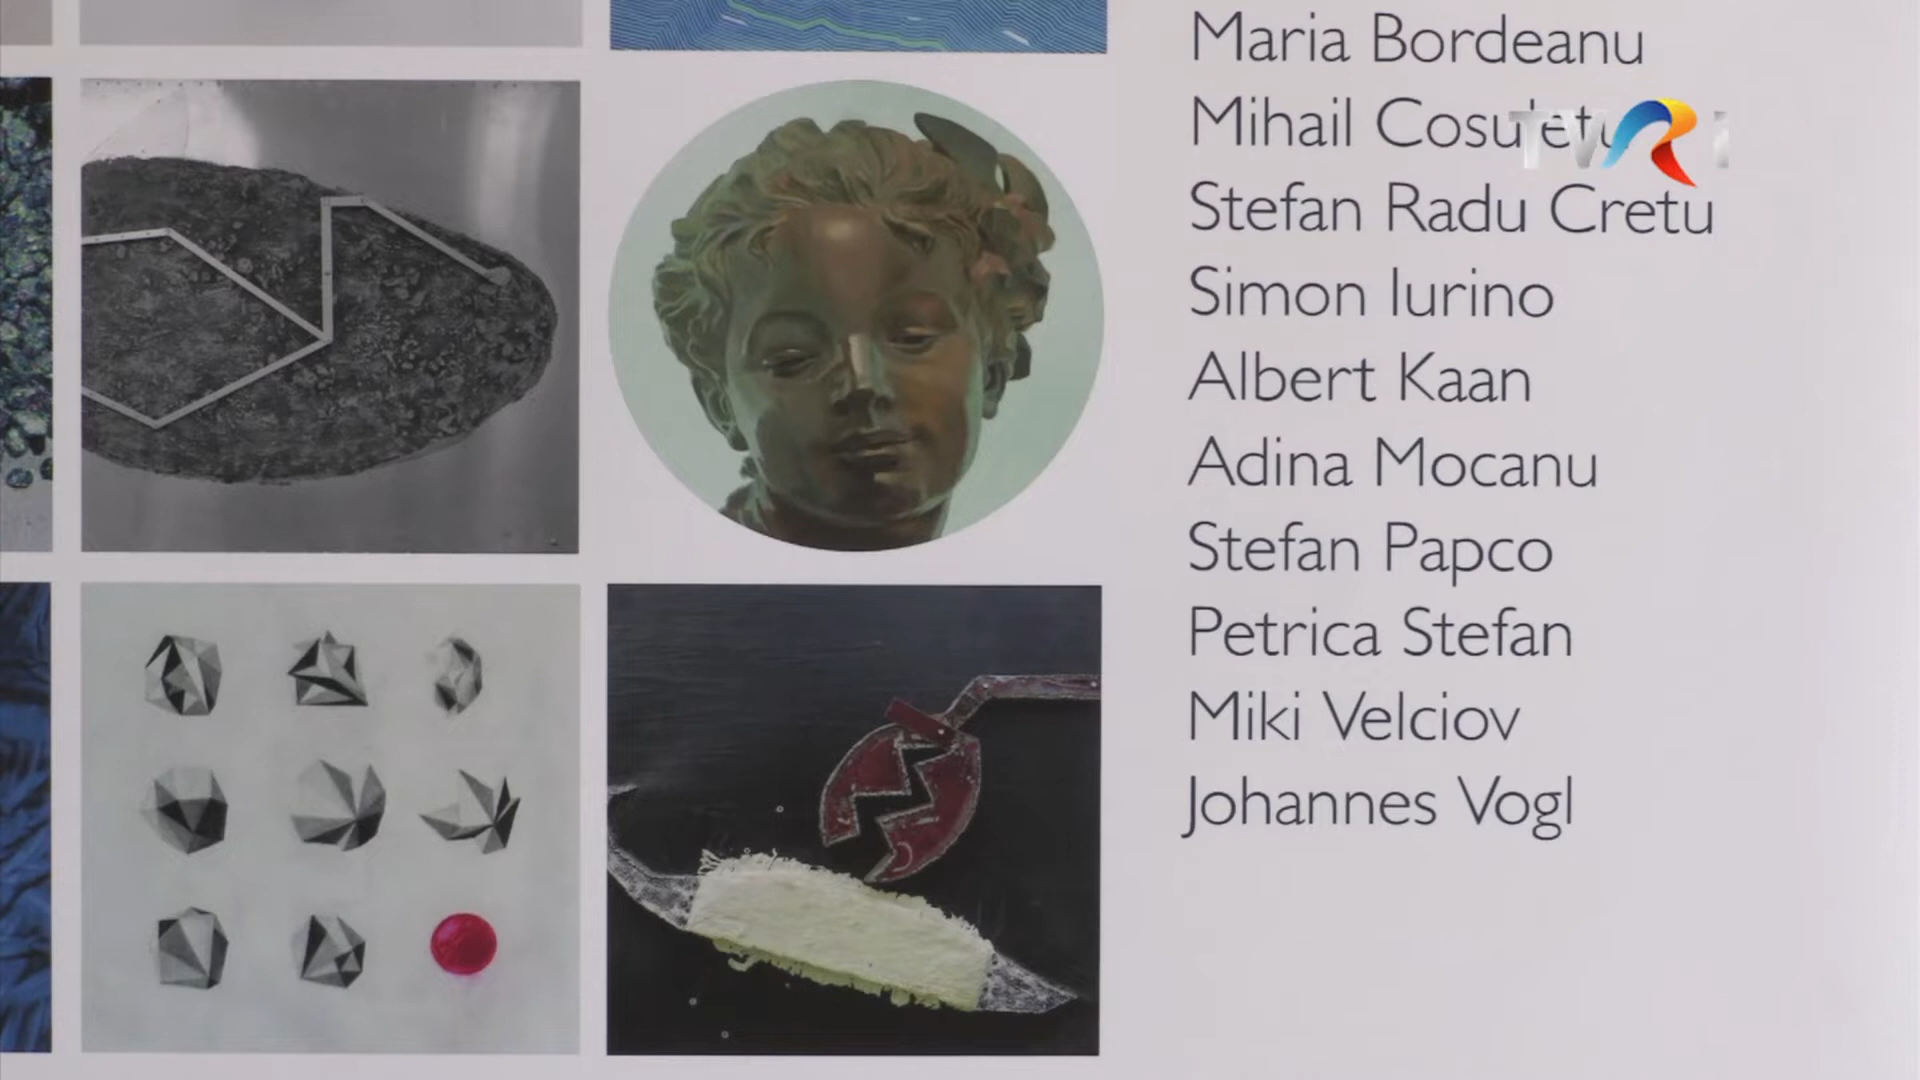 Maria Bordeanu
Mihail Cosuletu
Stefan Radu Cretu
TVR 1
Simon Iurino
Albert Kaan
Adina Mocanu
Stefan Papco
Petrica Stefan
Miki Velciov
Johannes Vogl